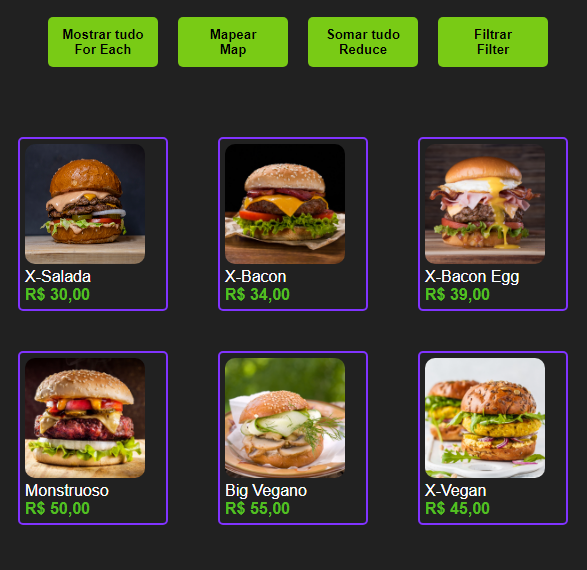 Mostrar tudo
For Each
Mapear
Map
Somar tudo
Reduce
Filtrar
Filter
X-Salada
R$ 30,00
X-Bacon
R$ 34,00
X-Bacon Egg
R$ 39,00
Monstruoso
R$ 50,00
Big Vegano
R$ 55,00
X-Vegan
R$ 45,00